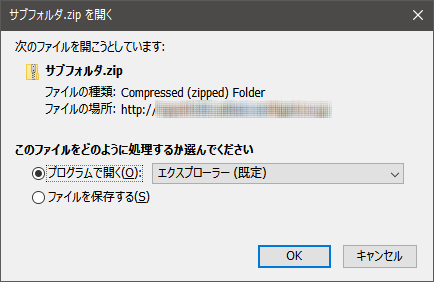 サブフォルダ.zip を開く
次のファイルを開こうとしています:
サブフォルダ.zip
ファイルの種類: Compressed (zipped) Folder
ファイルの場所: http://
このファイルをどのように処理するか選んでください
プログラムで開く(O): エクスプローラー (既定)
ファイルを保存する(S)
OK キャンセル